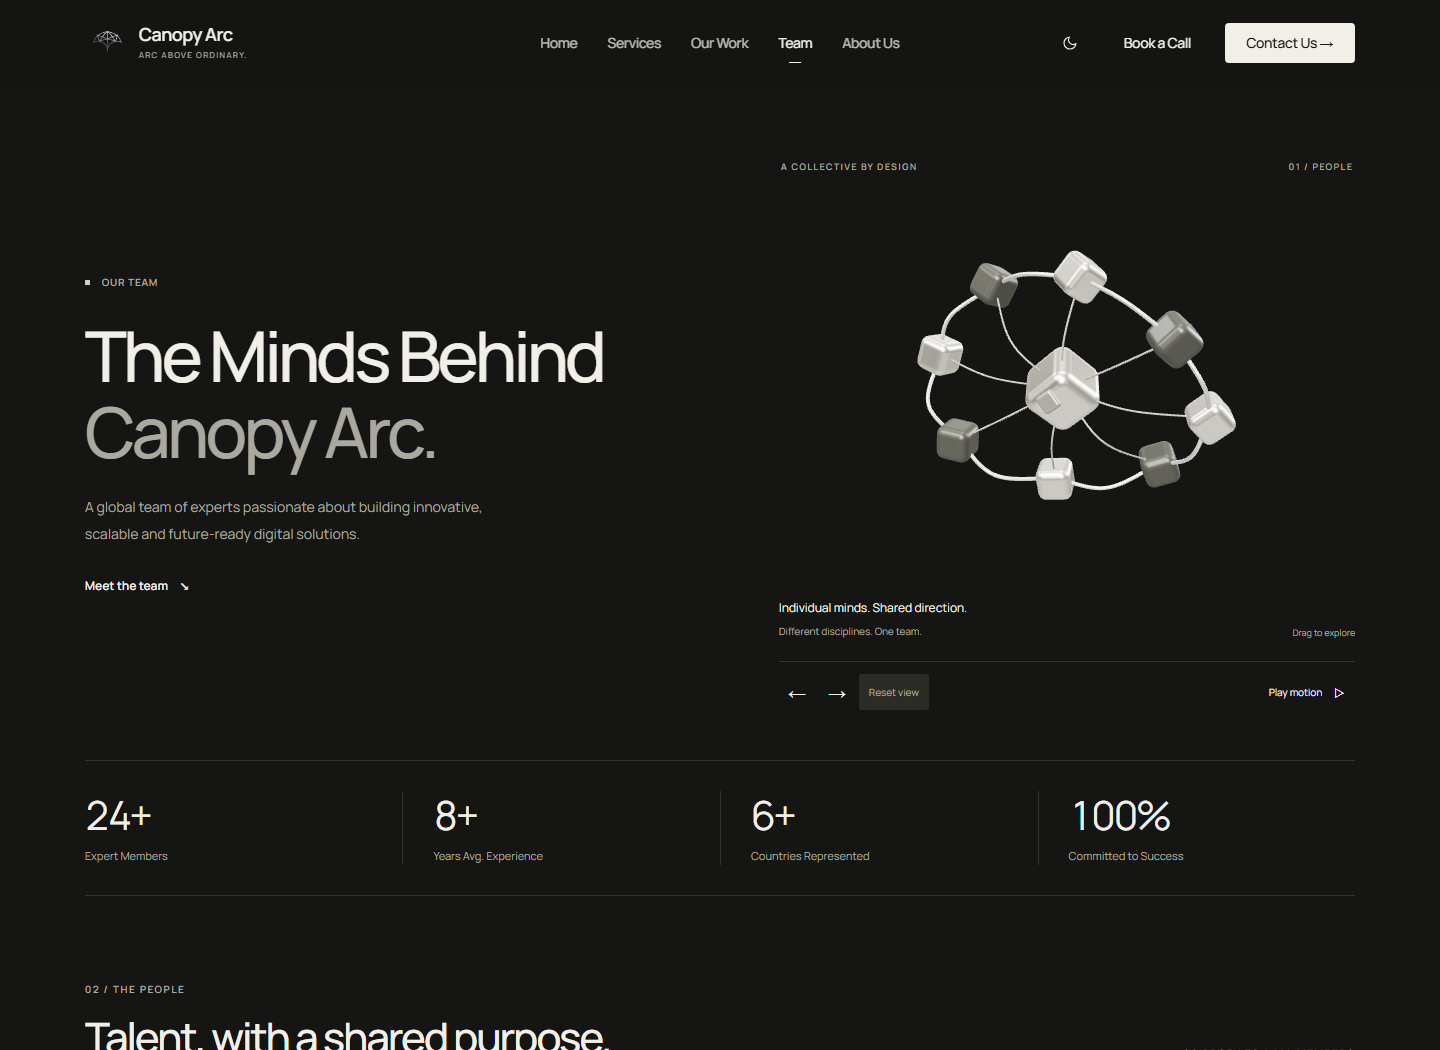 Canopy Arc
ARC ABOVE ORDINARY.
Home
Services
Our Work
Team
About Us
Book a Call
Contact Us →
A COLLECTIVE BY DESIGN
01 / PEOPLE
OUR TEAM
The Minds Behind
Canopy Arc.
A global team of experts passionate about building innovative,
scalable and future-ready digital solutions.
Meet the team ↘
Individual minds. Shared direction.
Different disciplines. One team.
Drag to explore
← → Reset view
Play motion
24+
Expert Members
8+
Years Avg. Experience
6+
Countries Represented
100%
Committed to Success
02 / THE PEOPLE
Talent, with a shared purpose.